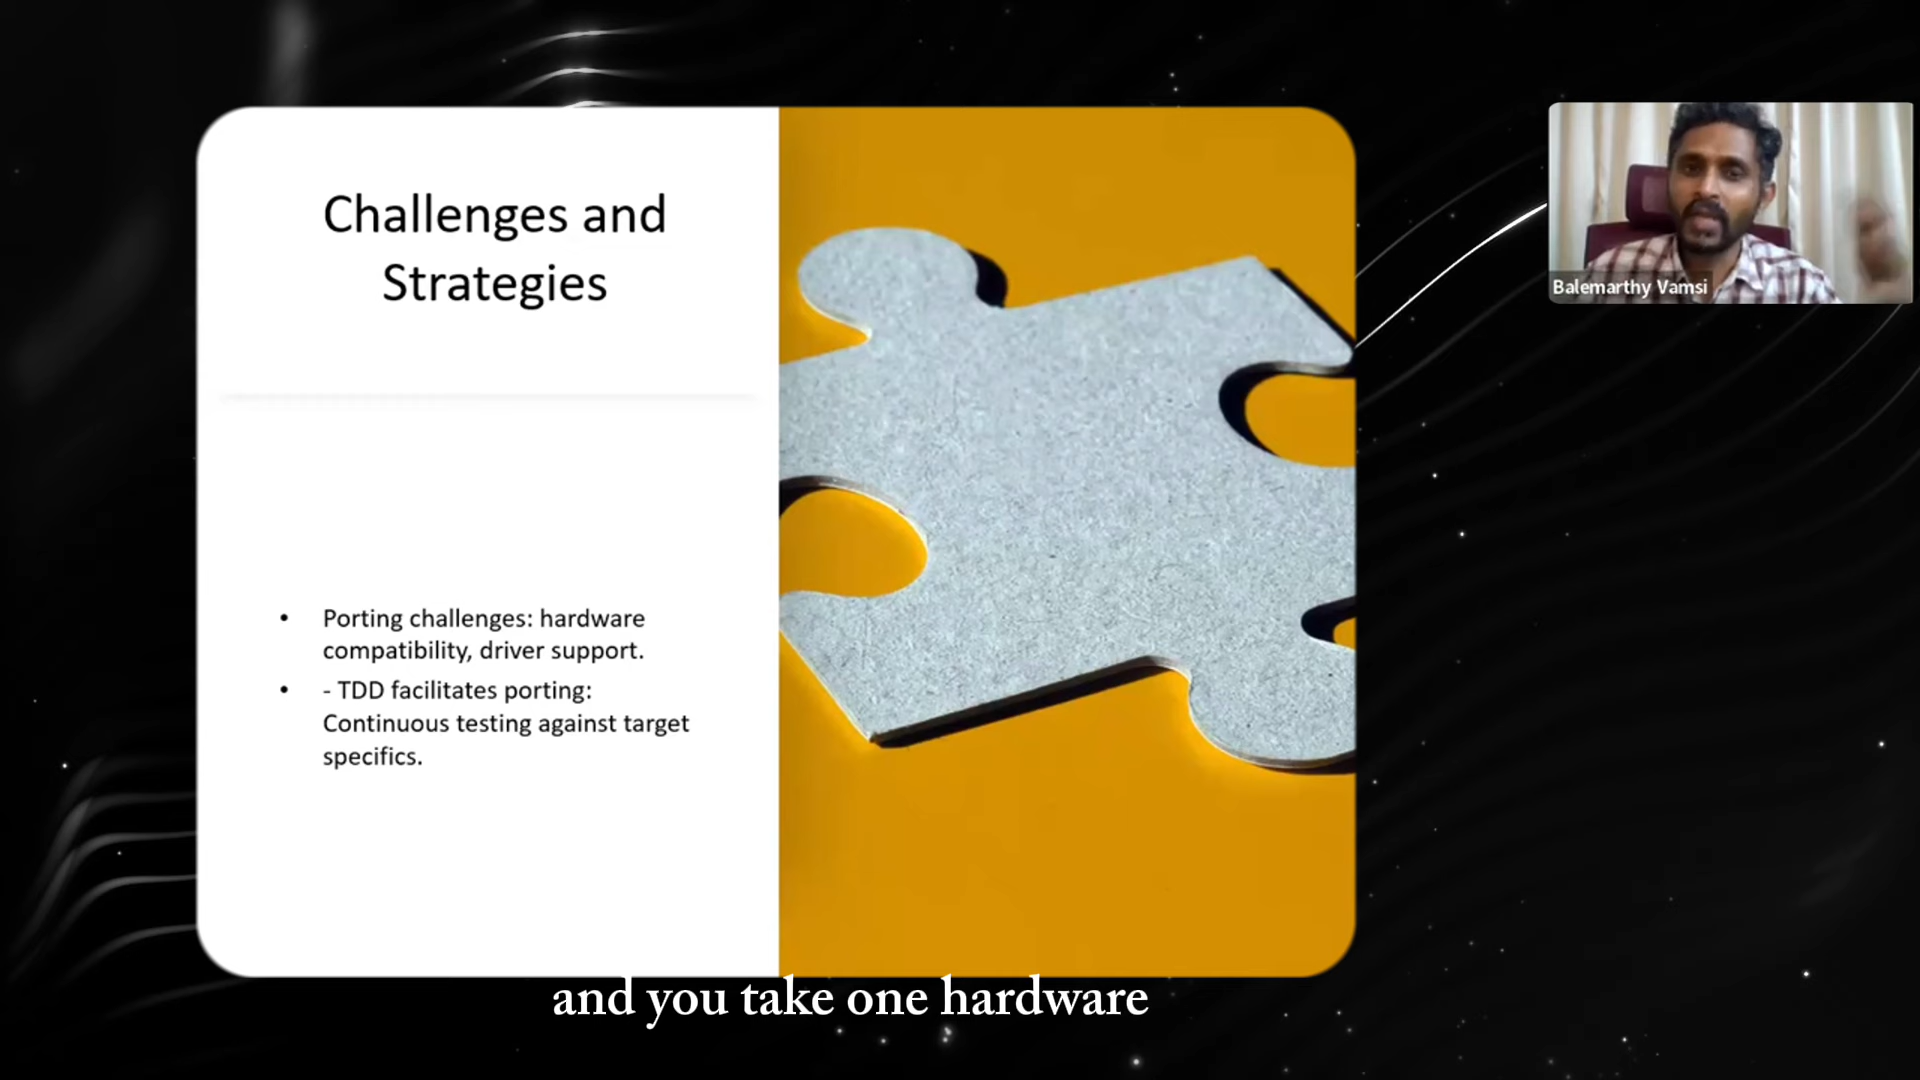 Challenges and
Strategies
• Porting challenges: hardware
compatibility, driver support.
• - TDD facilitates porting:
Continuous testing against target
specifics.
Balemarthy Vamsi
and you take one hardware